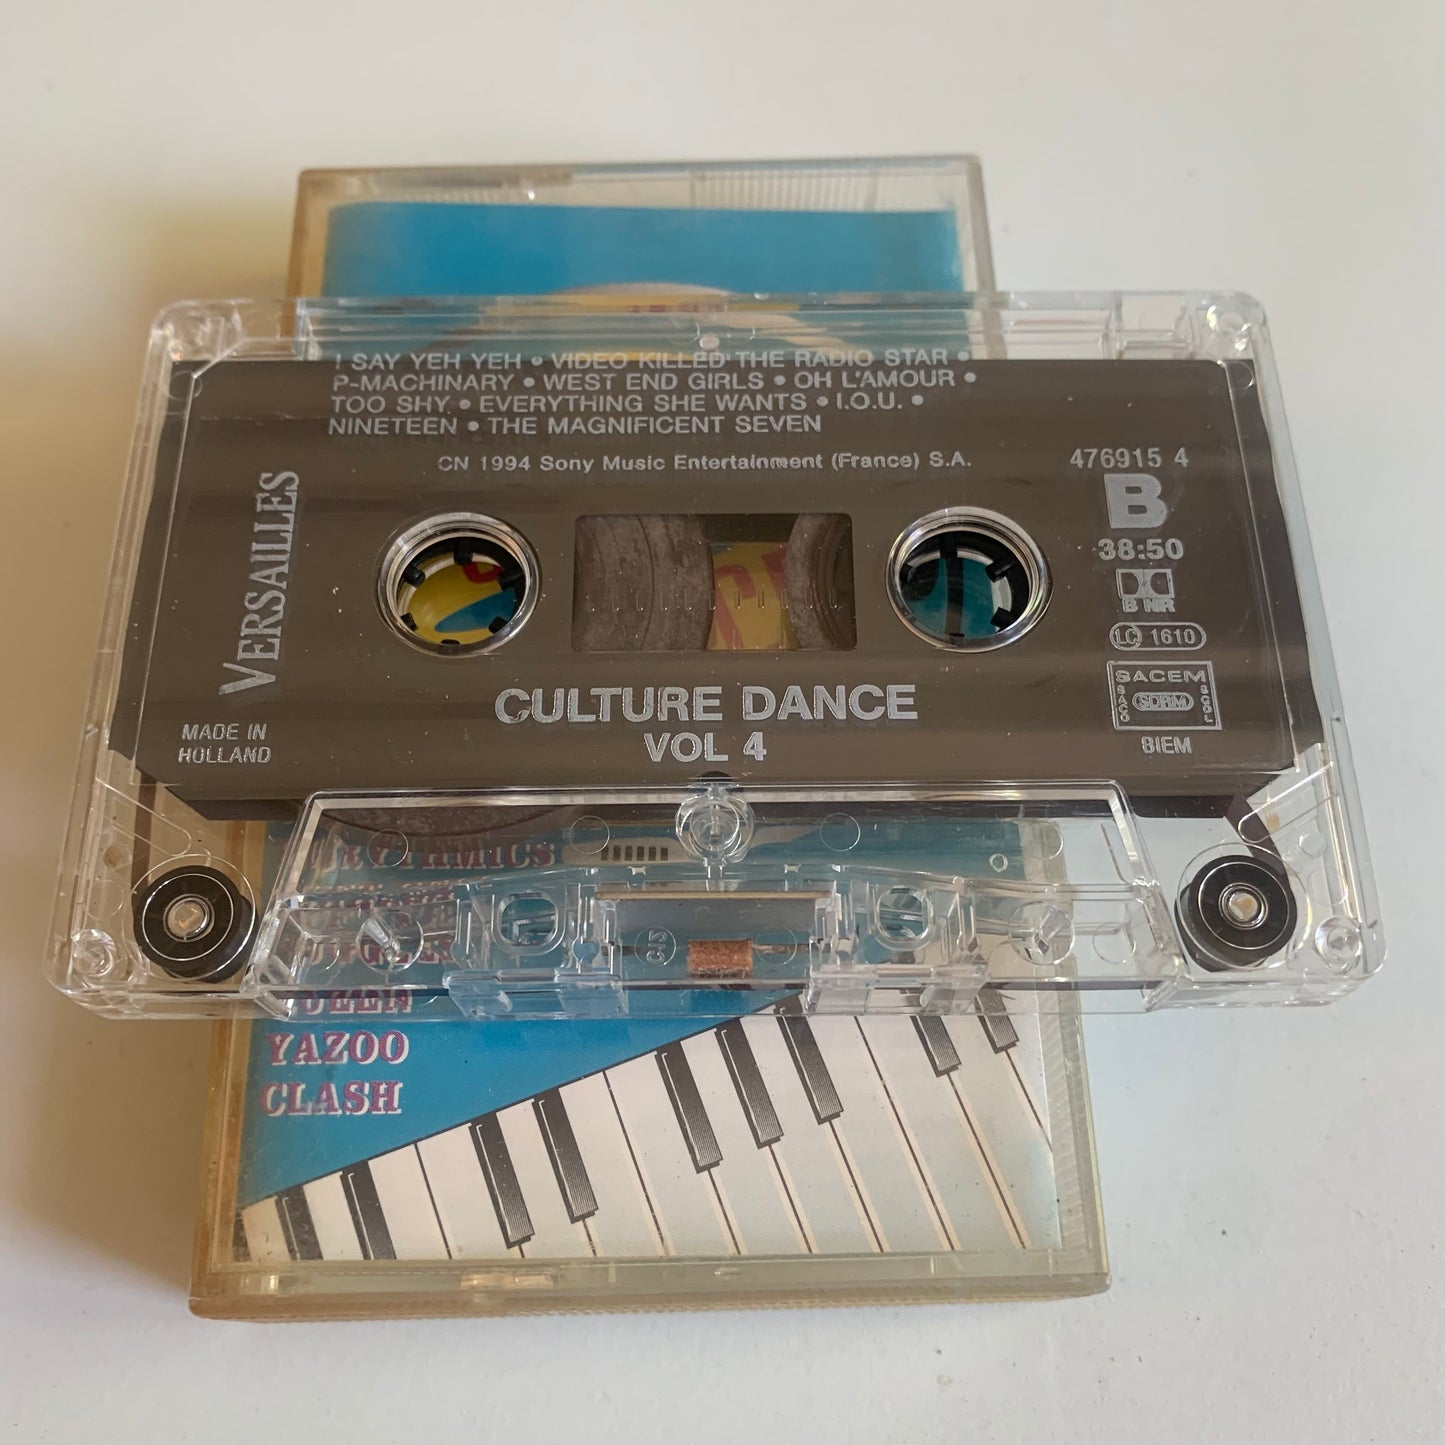 I SAY YEH YEH • VIDEO KILLED THE RADIO STAR •
P-MACHINARY • WEST END GIRLS • OH L'AMOUR •
TOO SHY • EVERYTHING SHE WANTS • I.O.U. •
NINETEEN • THE MAGNIFICENT SEVEN
CN 1994 Sony Music Entertainment (France) S.A.
476915 4
B
38:50
B NR
LC 1610
SACEM
SACD
SDRM
SGDL
BIEM
VERSAILLES
MADE IN
HOLLAND
CULTURE DANCE
VOL 4
YAZOO
CLASH